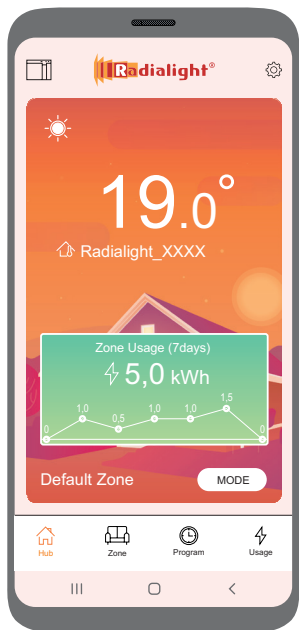 Radialight®
19.0°
Radialight_XXXX
Zone Usage (7days)
5,0 kWh
0 1,0 0,5 1,0 1,0 1,5 0
Default Zone MODE
Hub Zone Program Usage